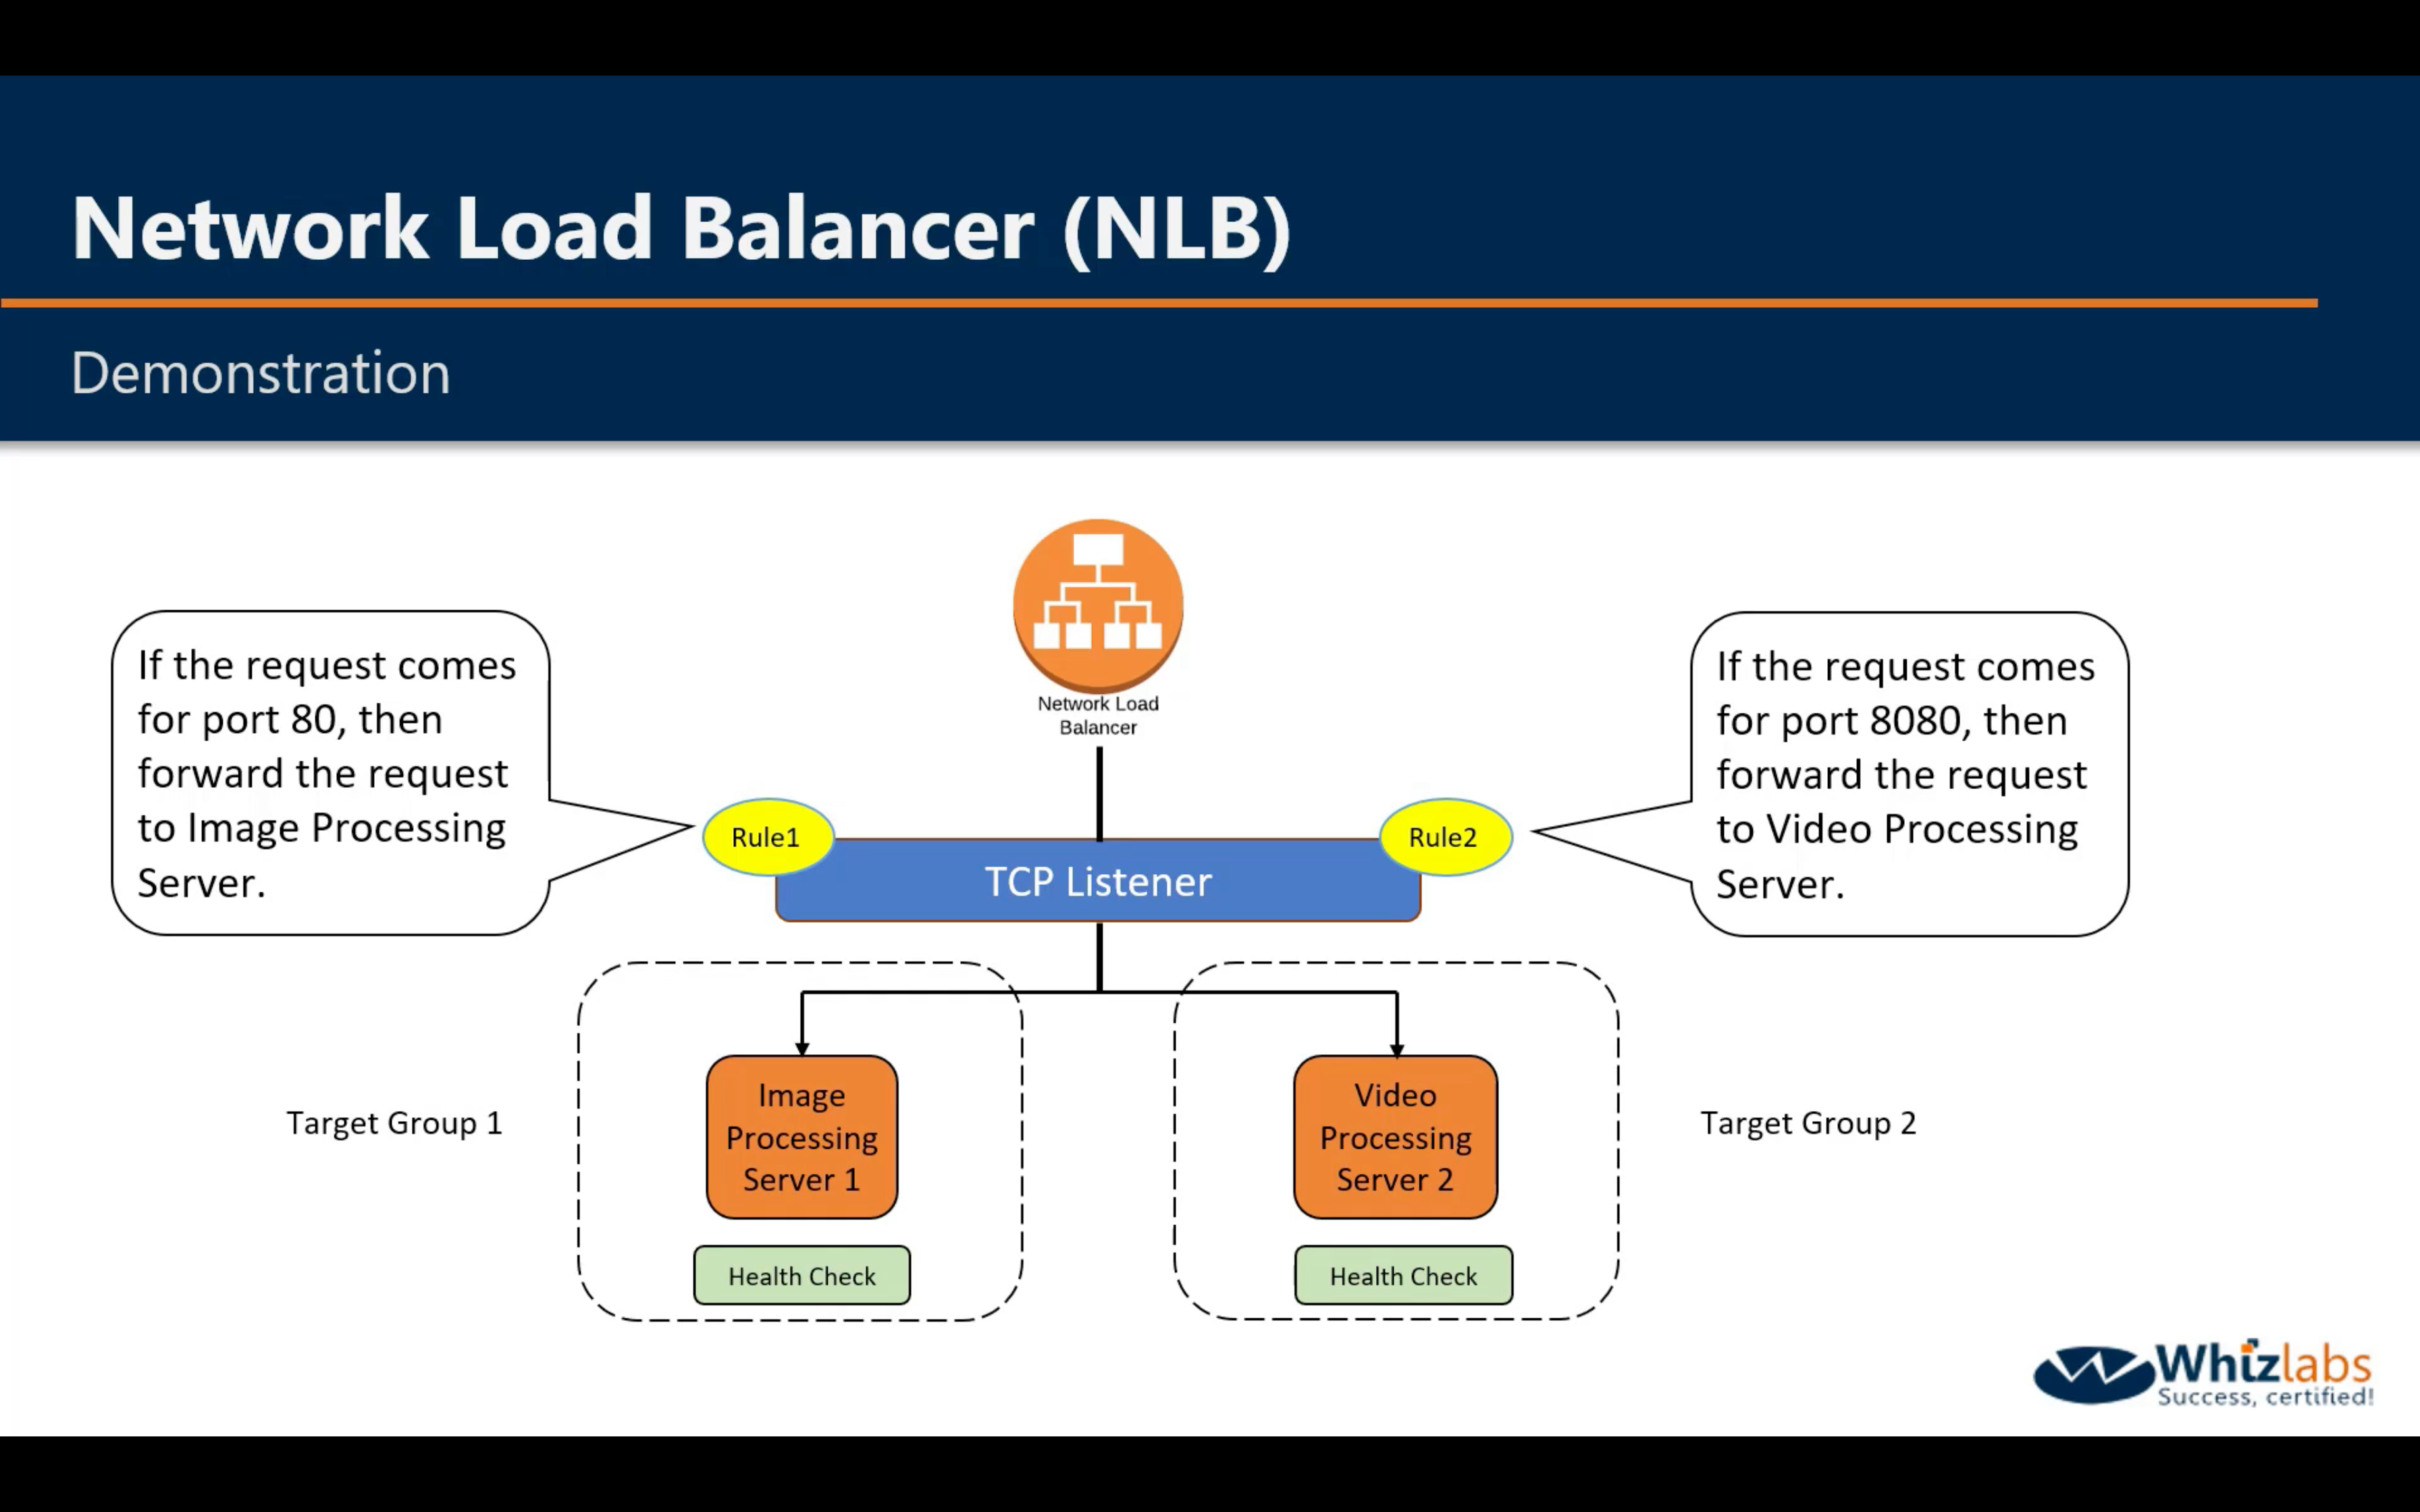 Network Load Balancer (NLB)
Demonstration
Network Load
Balancer
If the request comes
for port 80, then
forward the request
to Image Processing
Server.
If the request comes
for port 8080, then
forward the request
to Video Processing
Server.
Rule1
Rule2
TCP Listener
Target Group 1
Image
Processing
Server 1
Health Check
Video
Processing
Server 2
Health Check
Target Group 2
Whizlabs
Success, certified!